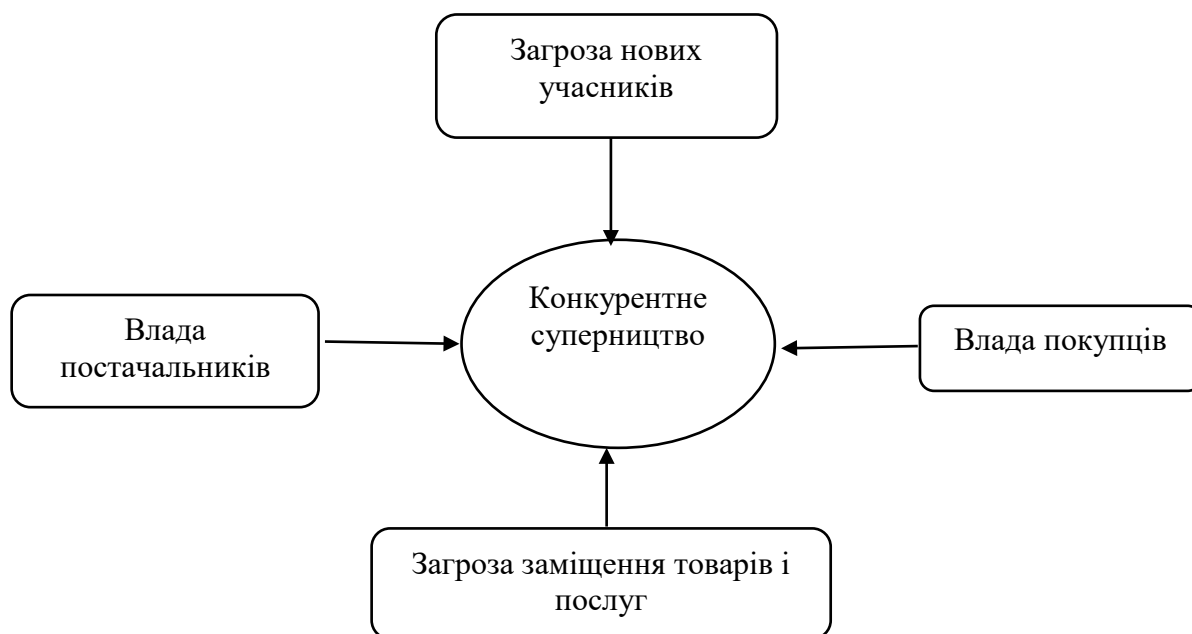 Загроза нових
учасників
Конкурентне
суперництво
Влада
постачальників
Влада покупців
Загроза заміщення товарів і
послуг